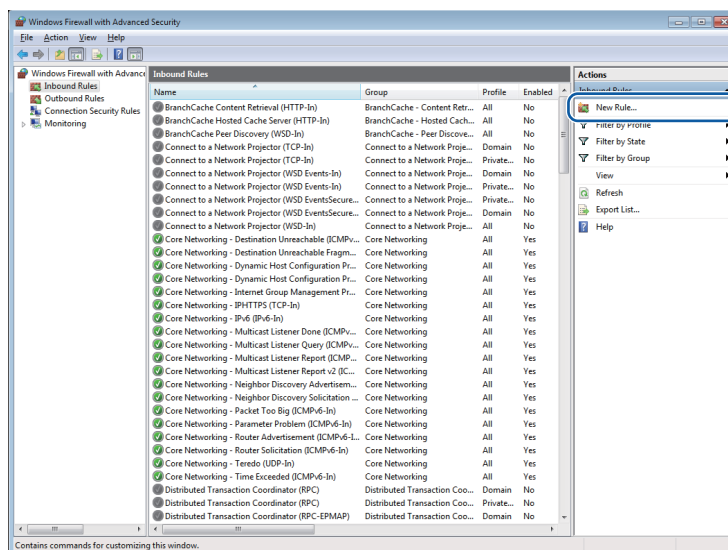 Windows Firewall with Advanced Security
File Action View Help
Windows Firewall with Advance
Inbound Rules
Outbound Rules
Connection Security Rules
Monitoring
Inbound Rules
Name Group Profile Enabled
BranchCache Content Retrieval (HTTP-In) BranchCache - Content Retr... All No
BranchCache Hosted Cache Server (HTTP-In) BranchCache - Hosted Cach... All No
BranchCache Peer Discovery (WSD-In) BranchCache - Peer Discove... All No
Connect to a Network Projector (TCP-In) Connect to a Network Proje... Domain No
Connect to a Network Projector (TCP-In) Connect to a Network Proje... Private... No
Connect to a Network Projector (WSD Events-In) Connect to a Network Proje... Domain No
Connect to a Network Projector (WSD Events-In) Connect to a Network Proje... Private... No
Connect to a Network Projector (WSD EventsSecure... Connect to a Network Proje... Private... No
Connect to a Network Projector (WSD EventsSecure... Connect to a Network Proje... Domain No
Connect to a Network Projector (WSD-In) Connect to a Network Proje... All No
Core Networking - Destination Unreachable (ICMPv... Core Networking All Yes
Core Networking - Destination Unreachable Fragm... Core Networking All Yes
Core Networking - Dynamic Host Configuration Pr... Core Networking All Yes
Core Networking - Dynamic Host Configuration Pr... Core Networking All Yes
Core Networking - Internet Group Management Pr... Core Networking All Yes
Core Networking - IPHTTPS (TCP-In) Core Networking All Yes
Core Networking - IPv6 (IPv6-In) Core Networking All Yes
Core Networking - Multicast Listener Done (ICMPv... Core Networking All Yes
Core Networking - Multicast Listener Query (ICMPv... Core Networking All Yes
Core Networking - Multicast Listener Report (ICMP... Core Networking All Yes
Core Networking - Multicast Listener Report v2 (IC... Core Networking All Yes
Core Networking - Neighbor Discovery Advertisem... Core Networking All Yes
Core Networking - Neighbor Discovery Solicitation ... Core Networking All Yes
Core Networking - Packet Too Big (ICMPv6-In) Core Networking All Yes
Core Networking - Parameter Problem (ICMPv6-In) Core Networking All Yes
Core Networking - Router Advertisement (ICMPv6-I... Core Networking All Yes
Core Networking - Router Solicitation (ICMPv6-In) Core Networking All Yes
Core Networking - Teredo (UDP-In) Core Networking All Yes
Core Networking - Time Exceeded (ICMPv6-In) Core Networking All Yes
Distributed Transaction Coordinator (RPC) Distributed Transaction Coo... Domain No
Distributed Transaction Coordinator (RPC) Distributed Transaction Coo... Private... No
Distributed Transaction Coordinator (RPC-EPMAP) Distributed Transaction Coo... Domain No
Actions
Inbound Rules
New Rule...
Filter by Profile
Filter by State
Filter by Group
View
Refresh
Export List...
Help
Contains commands for customizing this window.